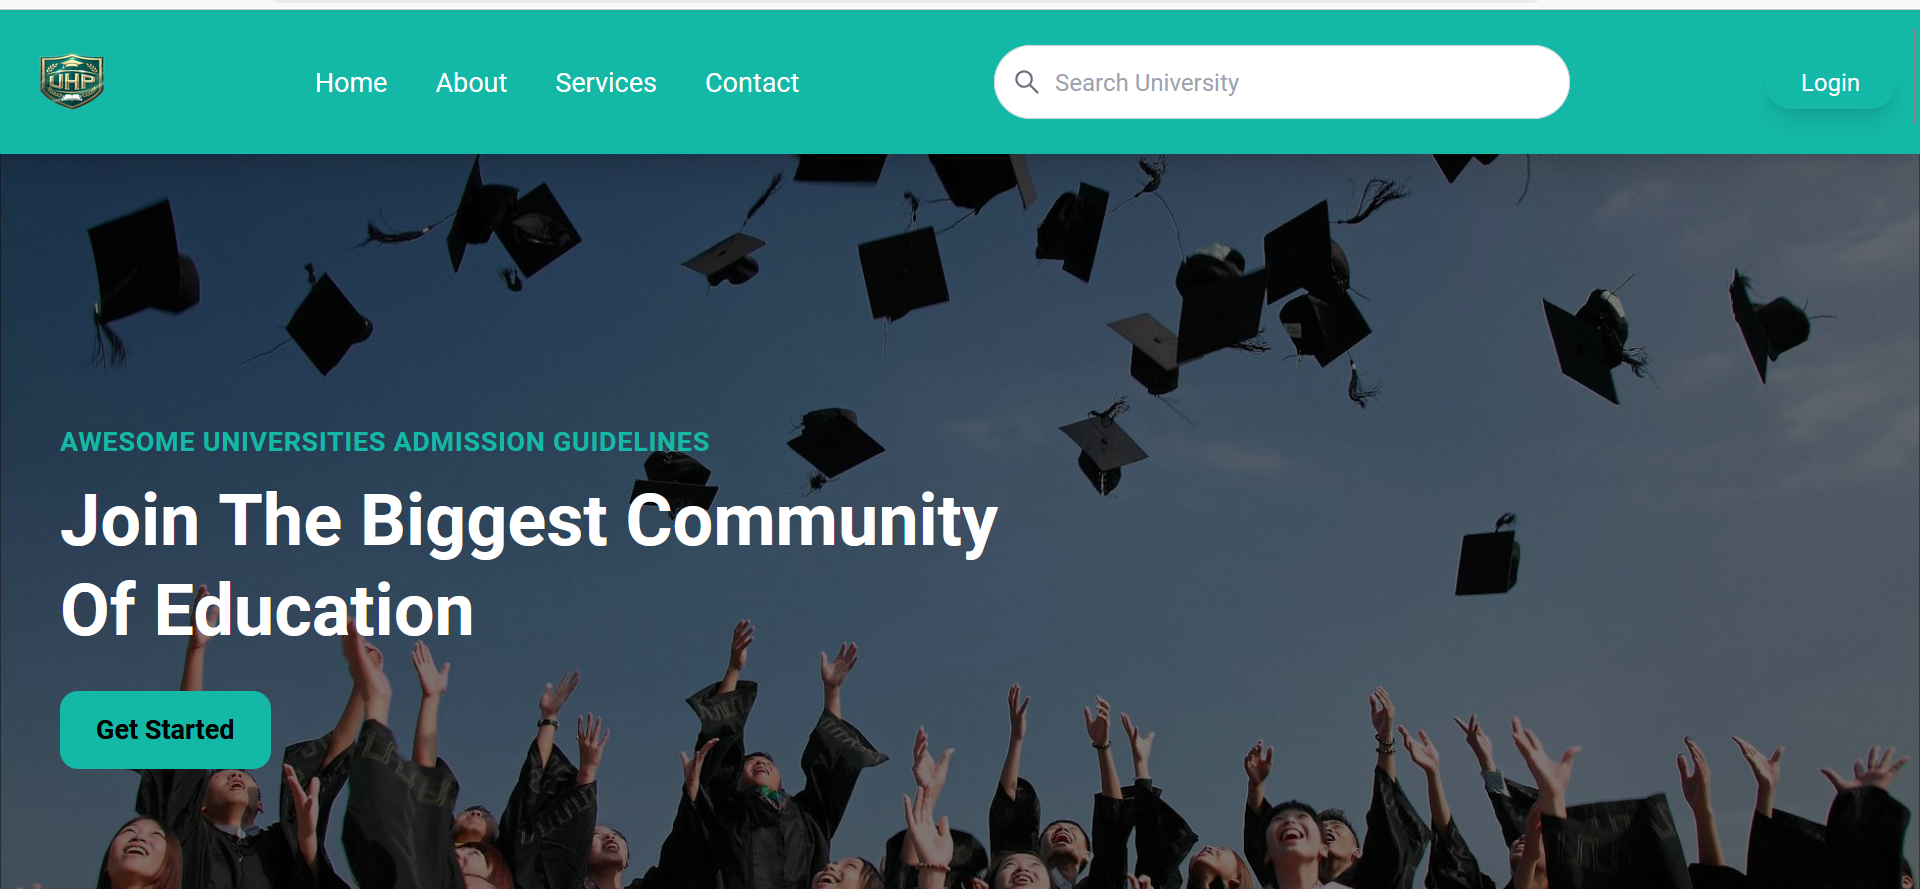 UHP
Home
About
Services
Contact
Search University
Login
AWESOME UNIVERSITIES ADMISSION GUIDELINES
Join The Biggest Community
Of Education
Get Started